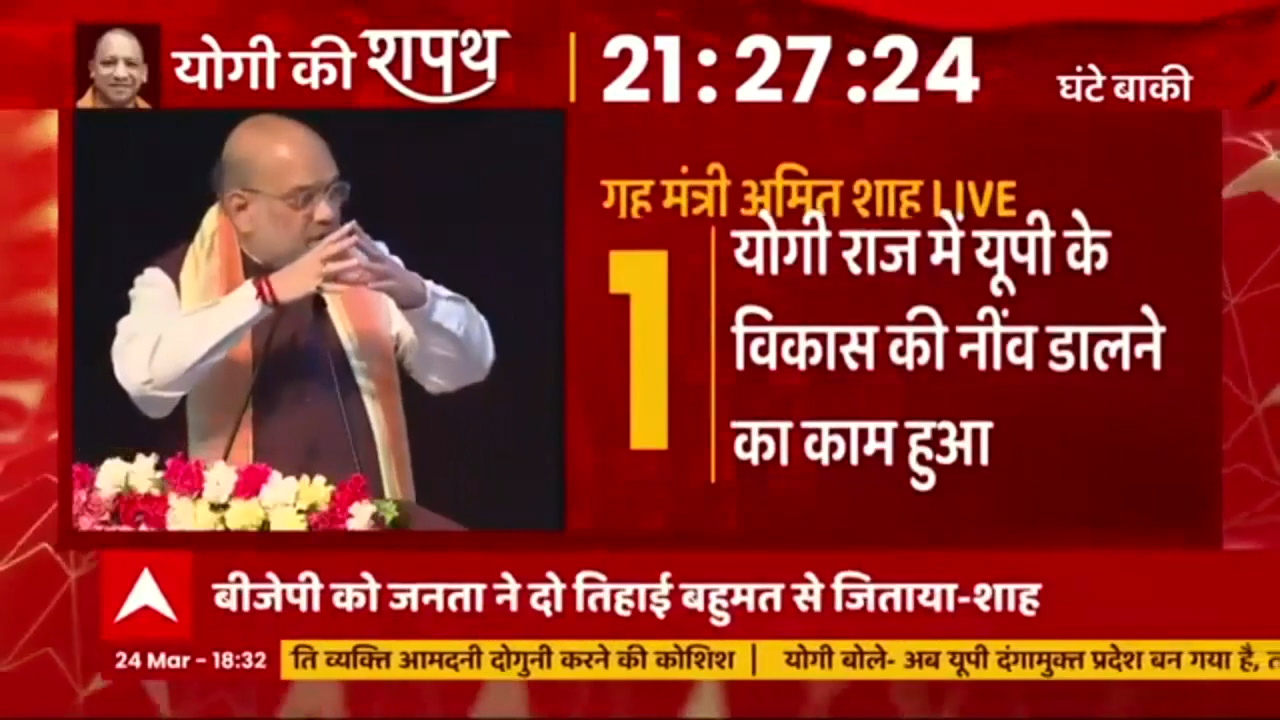 योगी की शपथ
21:27:24
घंटे बाकी
गृह मंत्री अमित शाह LIVE
1
योगी राज में यूपी के
विकास की नींव डालने
का काम हुआ
बीजेपी को जनता ने दो तिहाई बहुमत से जिताया-शाह
24 Mar - 18:32
ति व्यक्ति आमदनी दोगुनी करने की कोशिश | योगी बोले- अब यूपी दंगामुक्त प्रदेश बन गया है,